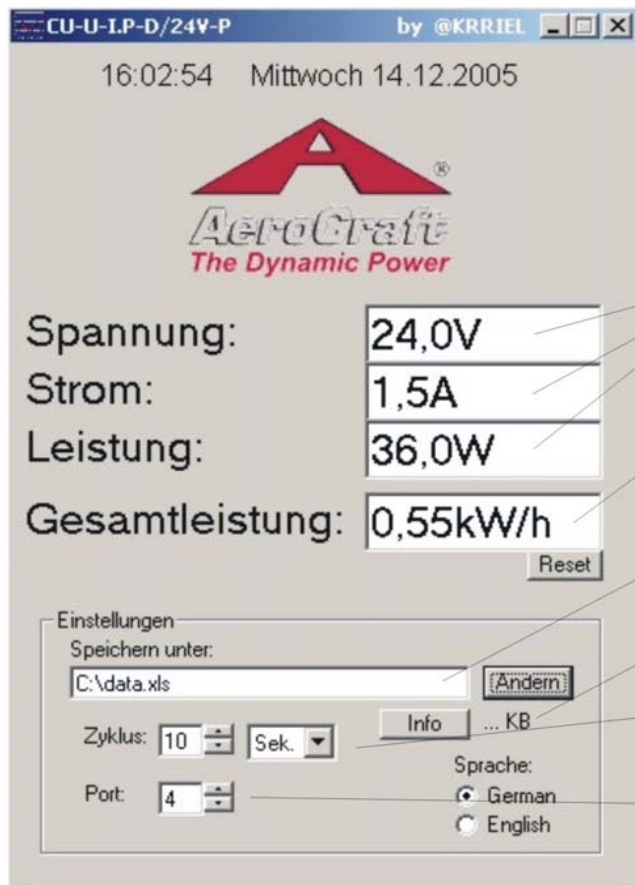 CU-U-I.P-D/24V-P by @KRRIEL
16:02:54 Mittwoch 14.12.2005
®
AeroCraft
The Dynamic Power
Spannung: 24,0V
Strom: 1,5A
Leistung: 36,0W
Gesamtleistung: 0,55kW/h
Reset
Einstellungen
Speichern unter:
C:\data.xls Ändern
Info ... KB
Zyklus: 10 Sek.
Sprache:
Port: 4 German
English